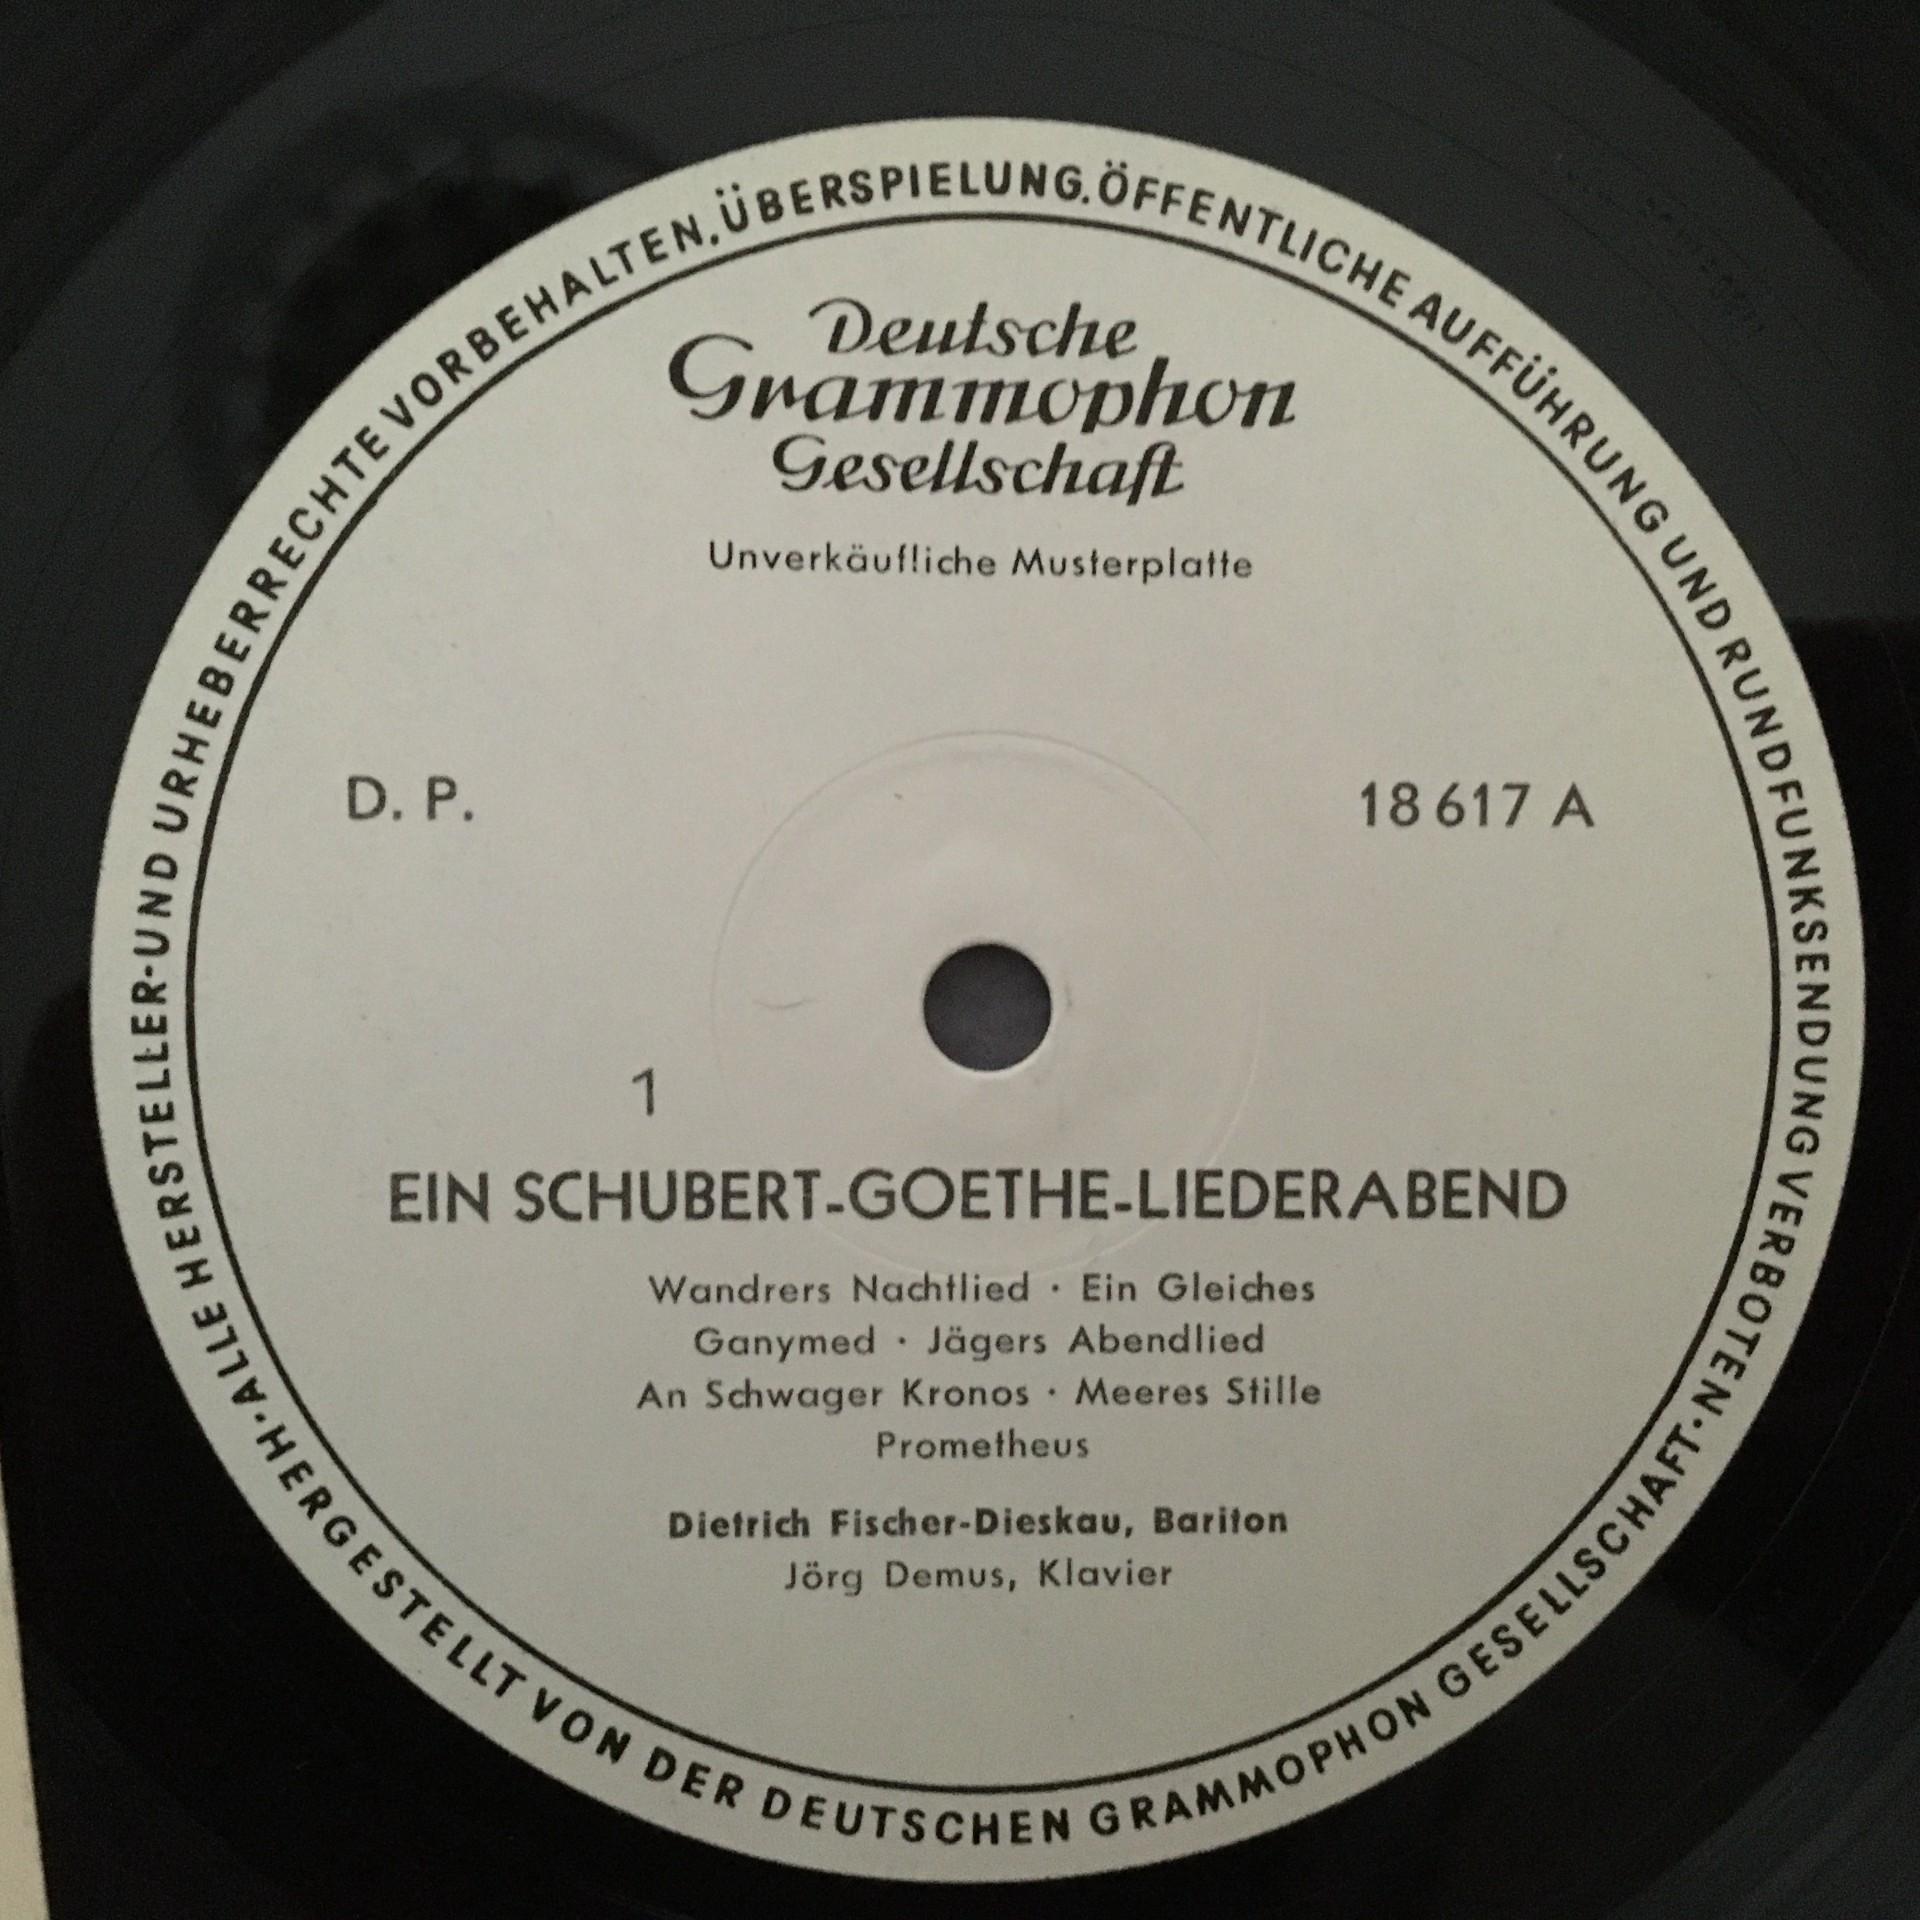 ALLE HERSTELLER-UND URHEBERRECHTE VORBEHALTEN. ÜBERSPIELUNG. ÖFFENTLICHE AUFFÜHRUNG UND RUNDFUNKSENDUNG VERBOTEN · HERGESTELLT VON DER DEUTSCHEN GRAMMOPHON GESELLSCHAFT ·
Deutsche
Grammophon
Gesellschaft
Unverkäufliche Musterplatte
D. P.
18 617 A
1
EIN SCHUBERT-GOETHE-LIEDERABEND
Wandrers Nachtlied · Ein Gleiches
Ganymed · Jägers Abendlied
An Schwager Kronos · Meeres Stille
Prometheus
Dietrich Fischer-Dieskau, Bariton
Jörg Demus, Klavier